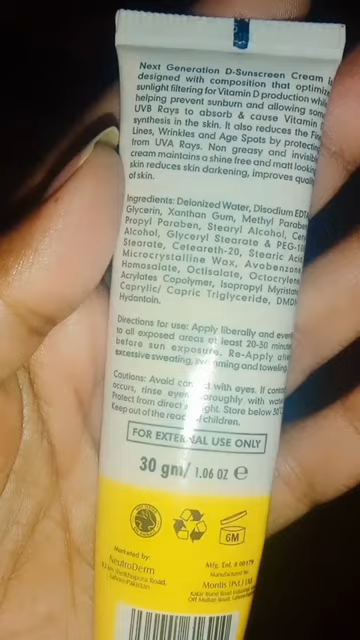 Next Generation D-Sunscreen Cream is
designed with composition that optimize
sunlight filtering for Vitamin D production while
helping prevent sunburn and allowing some
UVB Rays to absorb & cause Vitamin
synthesis in the skin. It also reduces the Fine
Lines, Wrinkles and Age Spots by protecting
from UVA Rays. Non greasy and invisible
cream maintains a shine free and matt looking
skin reduces skin darkening, improves quality
of skin.
Ingredients: Deionized Water, Disodium EDTA
Glycerin, Xanthan Gum, Methyl Paraben
Propyl Paraben, Stearyl Alcohol, Cetyl
Alcohol, Glyceryl Stearate & PEG-100
Stearate, Ceteareth-20, Stearic Acid
Microcrystalline Wax, Avobenzone
Homosalate, Octisalate, Octocrylene
Acrylates Copolymer, Isopropyl Myristate
Caprylic/ Capric Triglyceride, DMDM
Hydantoin.
Directions for use: Apply liberally and evenly
to all exposed areas at least 20-30 minutes
before sun exposure. Re-Apply after
excessive sweating, swimming and toweling.
Cautions: Avoid contact with eyes. If contact
occurs, rinse eyes thoroughly with water
Protect from direct sunlight. Store below 30°C
Keep out of the reach of children.
FOR EXTERNAL USE ONLY
30 gm/ 1.06 OZ e
6M
Marketed by:
NeutroDerm
Sheikhupura Road,
Lahore-Pakistan
Mfg. Enl. # 00179
Manufactured by:
Montis (Pvt.) Ltd